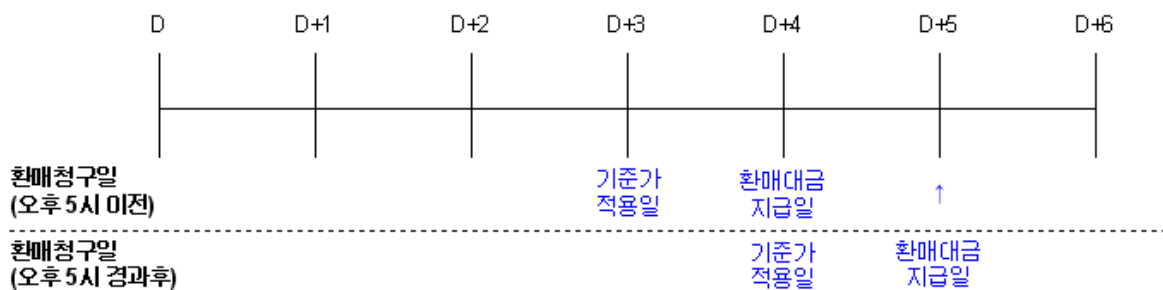 D D+1 D+2 D+3 D+4 D+5 D+6
환매청구일 기준가 환매대금 ↑
(오후 5시 이전) 적용일 지급일
환매청구일 기준가 환매대금
(오후 5시 경과후) 적용일 지급일